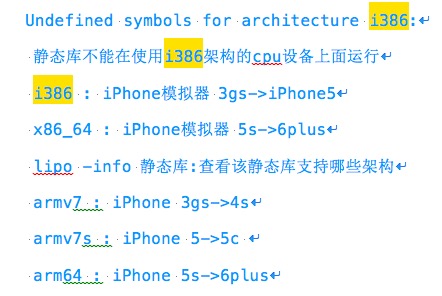 Undefined symbols for architecture i386:
静态库不能在使用i386架构的cpu设备上面运行
i386 : iPhone模拟器 3gs->iPhone5
x86_64 : iPhone模拟器 5s->6plus
lipo -info 静态库:查看该静态库支持哪些架构
armv7 : iPhone 3gs->4s
armv7s : iPhone 5->5c
arm64 : iPhone 5s->6plus